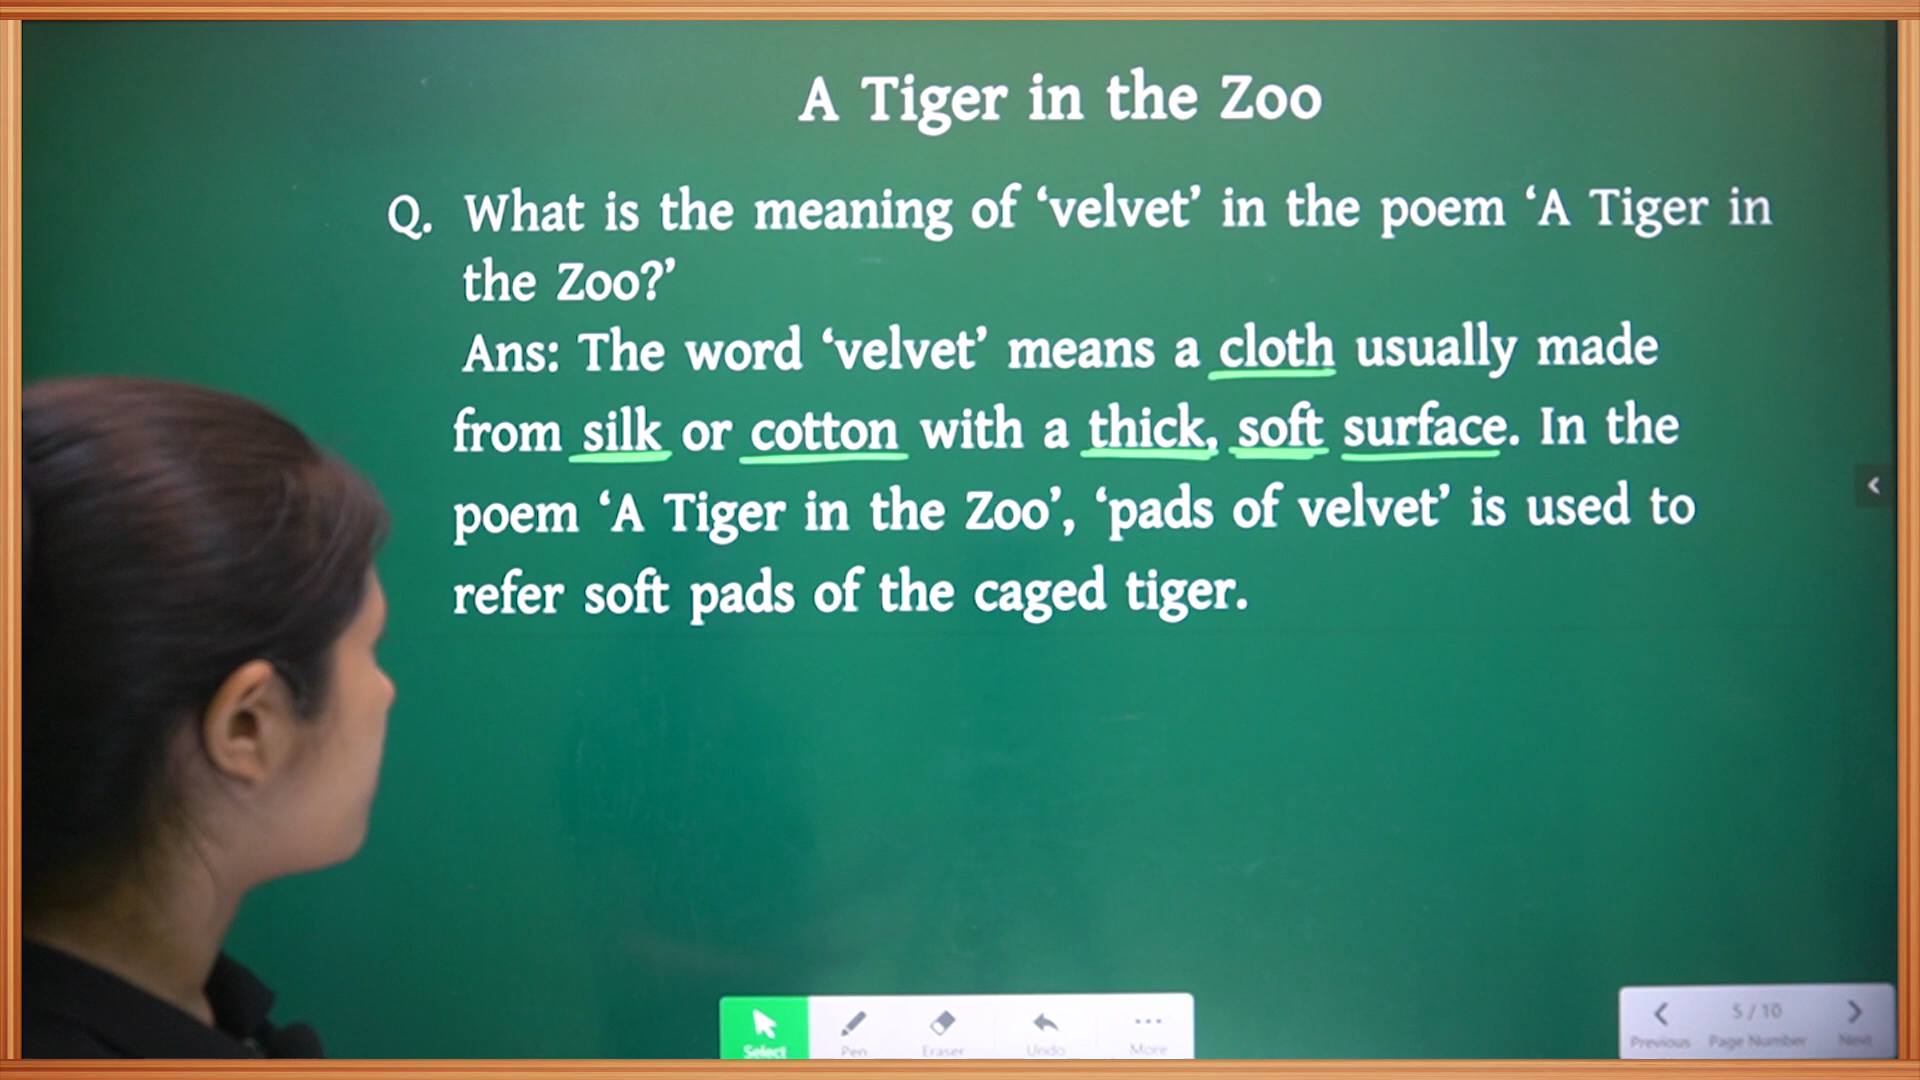 A Tiger in the Zoo
Q. What is the meaning of ‘velvet’ in the poem ‘A Tiger in
the Zoo?’
Ans: The word ‘velvet’ means a cloth usually made
from silk or cotton with a thick, soft surface. In the
poem ‘A Tiger in the Zoo’, ‘pads of velvet’ is used to
refer soft pads of the caged tiger.
Select Pen Eraser Undo More
5 / 10
Previous Page Number Next